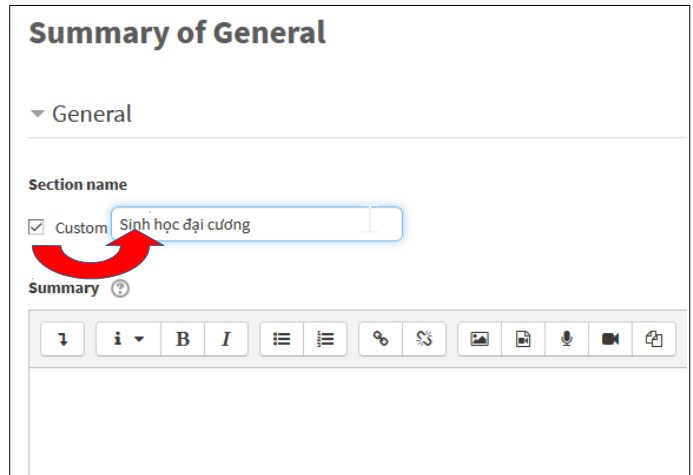 Summary of General
General
Section name
Custom Sinh học đại cương
Summary